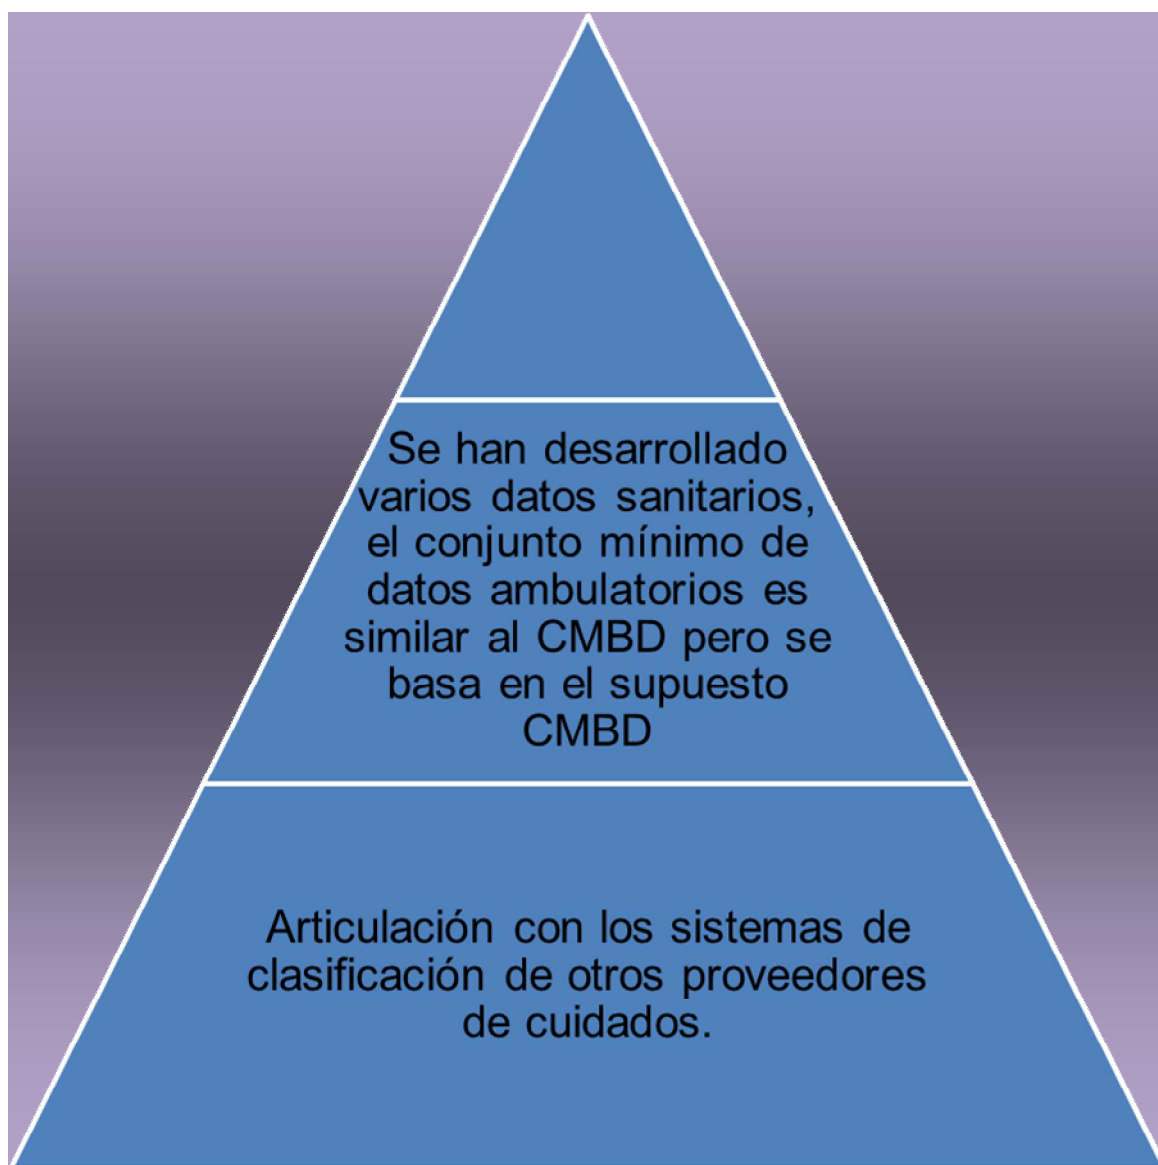 Se han desarrollado
varios datos sanitarios,
el conjunto mínimo de
datos ambulatorios es
similar al CMBD pero se
basa en el supuesto
CMBD
Articulación con los sistemas de
clasificación de otros proveedores
de cuidados.